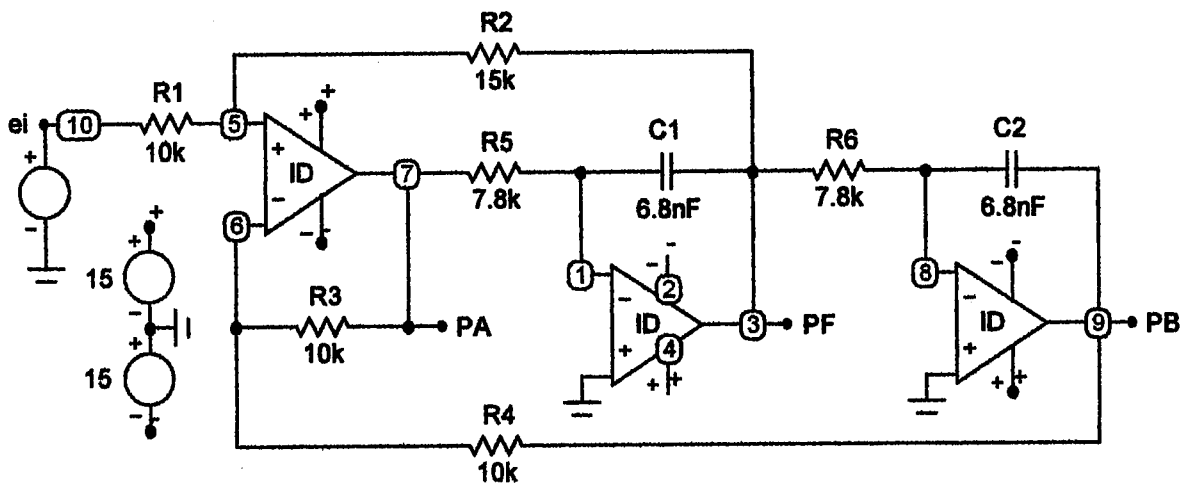 R2
15k
R1
ei
10
10k
5
+
+
+
ID
-
-
-
6
7
R5
7.8k
C1
6.8nF
R6
7.8k
C2
6.8nF
+
-
+
+
15
-
+
15
-
-
R3
10k
PA
1
-
2
-
ID
+
4
+
+
3
PF
8
-
-
-
ID
+
+
+
9
PB
R4
10k